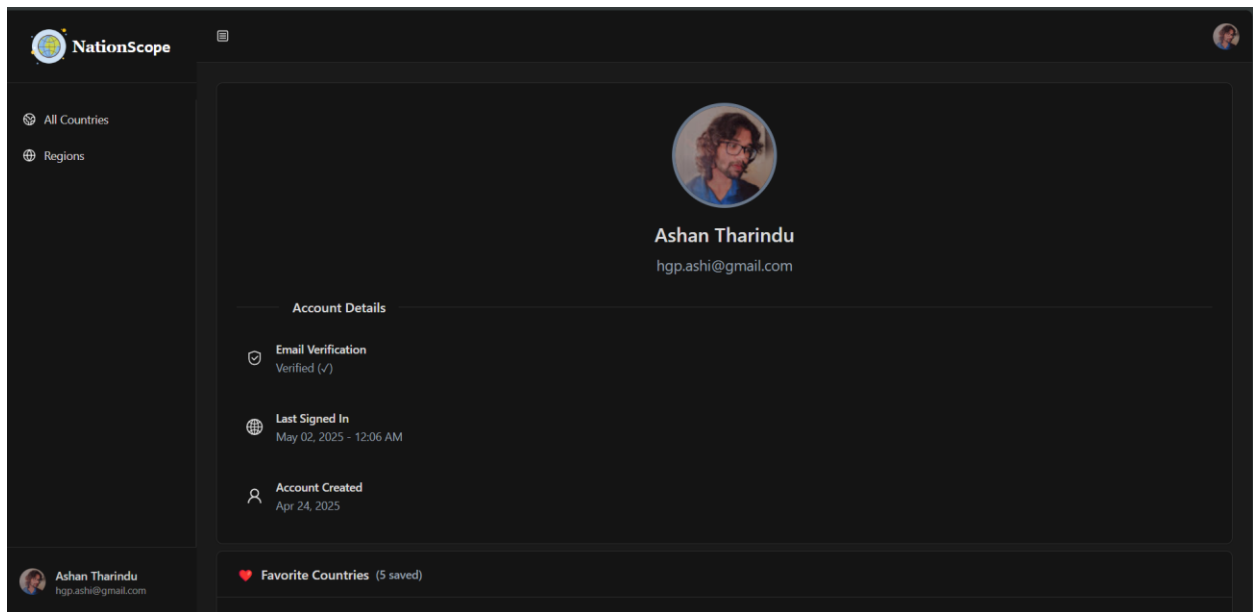 NationScope
All Countries
Regions
Ashan Tharindu
hgp.ashi@gmail.com
Account Details
Email Verification
Verified (✓)
Last Signed In
May 02, 2025 - 12:06 AM
Account Created
Apr 24, 2025
Favorite Countries (5 saved)
Ashan Tharindu
hgp.ashi@gmail.com